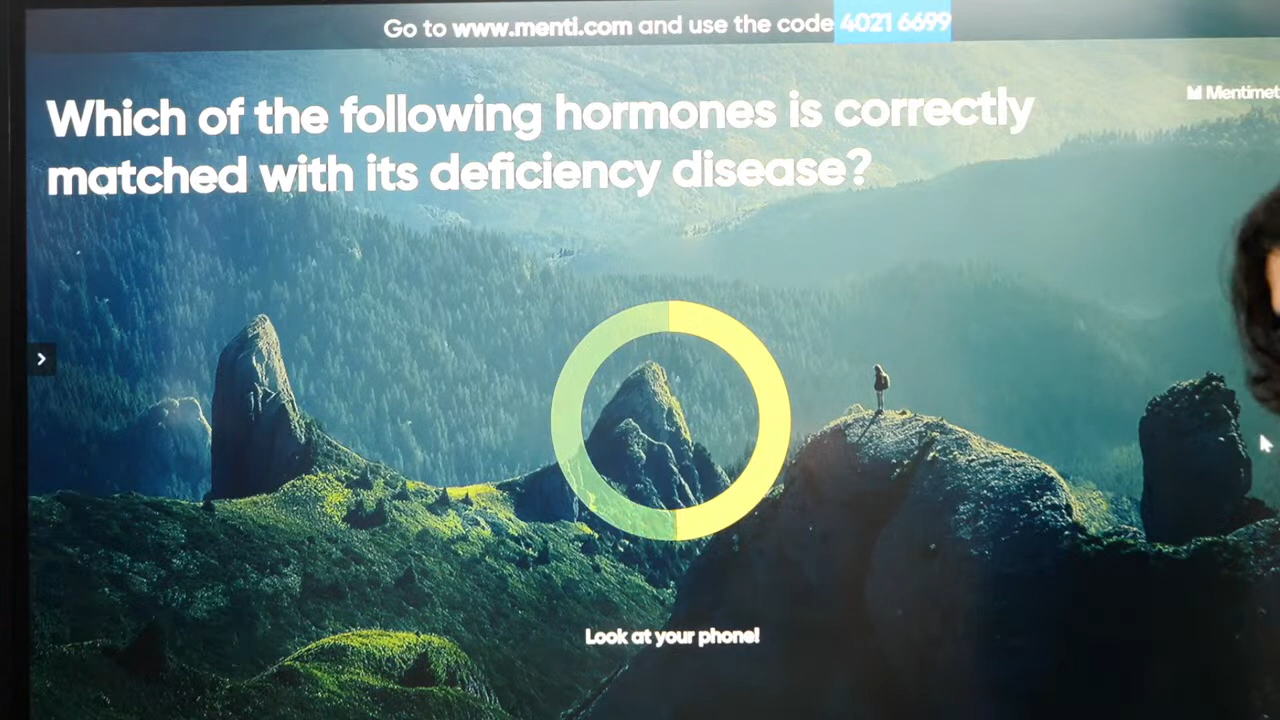 Go to www.menti.com and use the code 4021 6699
Which of the following hormones is correctly
matched with its deficiency disease?
Mentimet
Look at your phone!